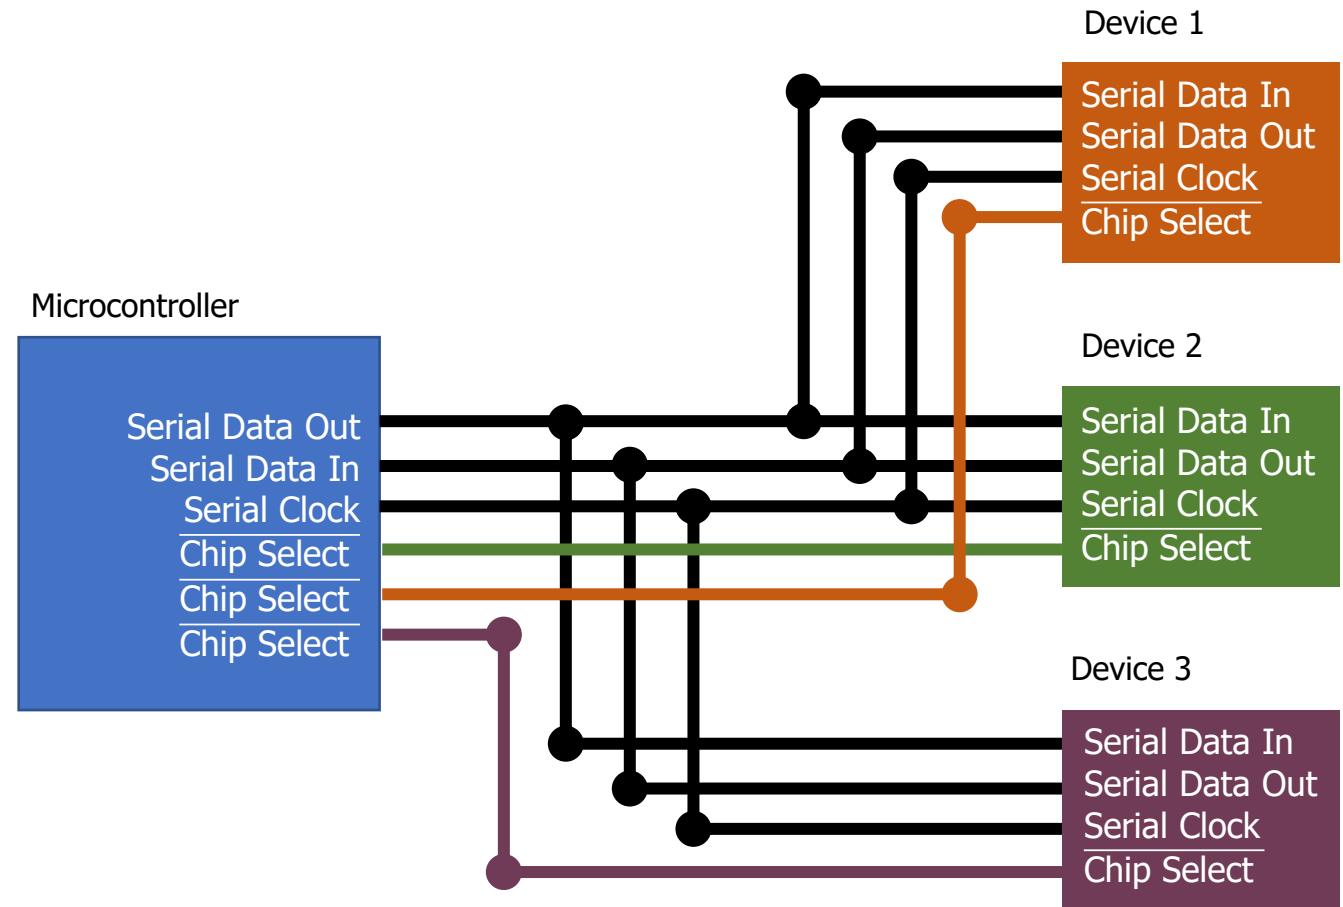 Device 1
Serial Data In
Serial Data Out
Serial Clock
Chip Select
Microcontroller
Serial Data Out
Serial Data In
Serial Clock
Chip Select
Chip Select
Chip Select
Device 2
Serial Data In
Serial Data Out
Serial Clock
Chip Select
Device 3
Serial Data In
Serial Data Out
Serial Clock
Chip Select